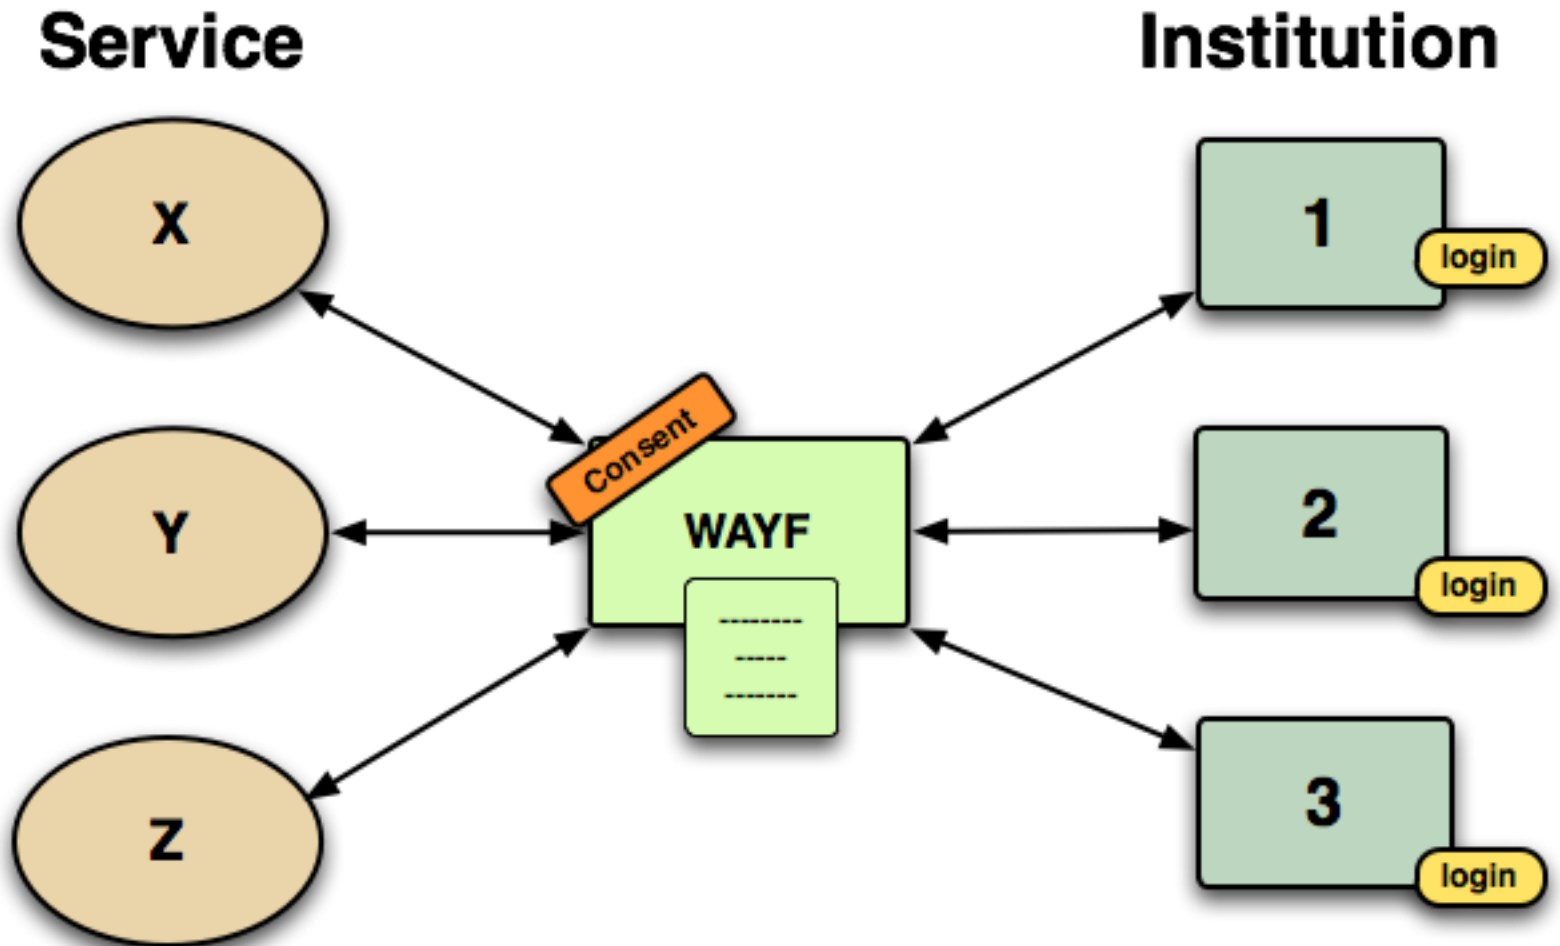 Service
Institution
X
1
login
Consent
Y
WAYF
2
login
--------
-----
-------
Z
3
login